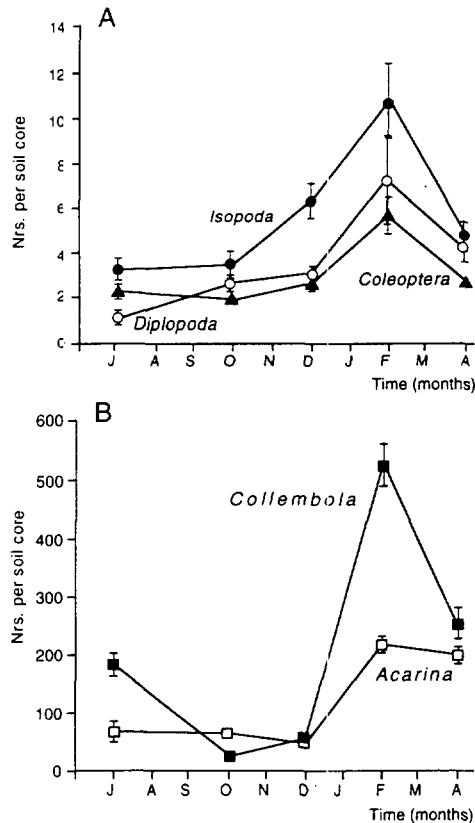 A
Nrs. per soil core
14
12
10
8
6
4
2
0
Isopoda
Diplopoda
Coleoptera
J A S O N D J F M A
Time (months)
B
Nrs. per soil core
600
500
400
300
200
100
0
Collembola
Acarina
J A S O N D J F M A
Time (months)